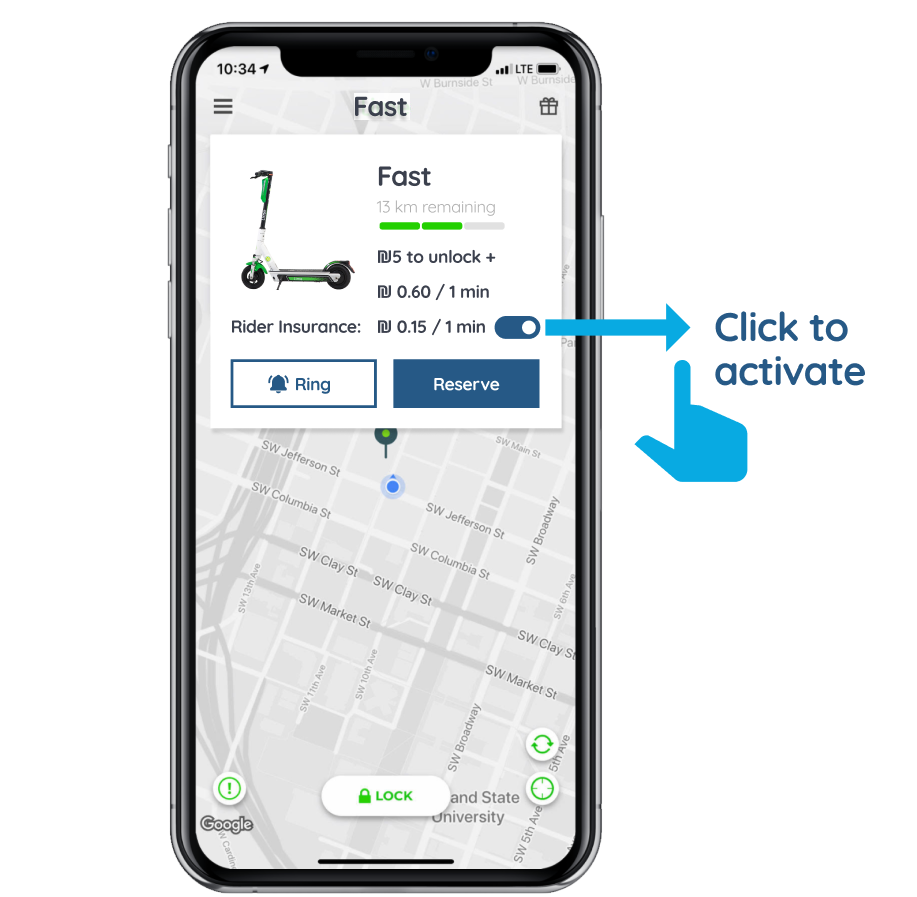 10:34
LTE
W Burnside St
W Burnside
Fast
Fast
13 km remaining
₪5 to unlock +
₪ 0.60 / 1 min
Rider Insurance: ₪ 0.15 / 1 min
Click to
activate
Ring
Reserve
SW Main St
SW Jefferson St
SW Columbia St
SW Jefferson St
SW Broadway
SW Columbia St
SW Clay St
SW Clay St
SW 13th Ave
SW 6th Ave
SW Market St
SW Clay St
SW Market St
SW 11th Ave
SW 10th Ave
SW Broadway
5th Ave
LOCK
and State
University
SW 5th Ave
Google